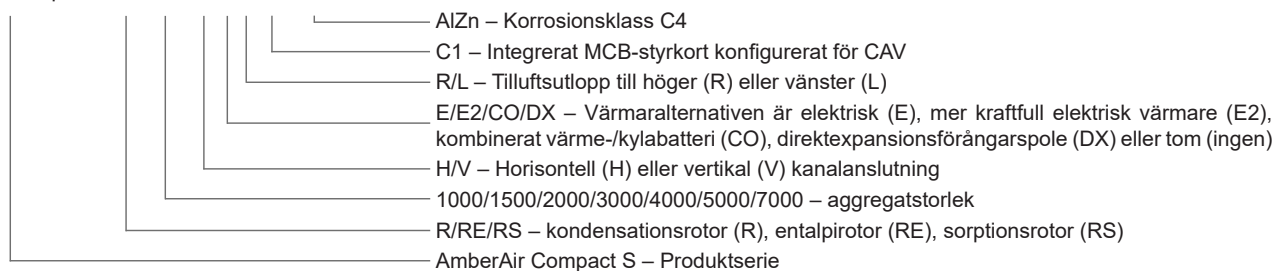 AlZn – Korrosionsklass C4
C1 – Integrerat MCB-styrkort konfigurerat för CAV
R/L – Tilluftsutlopp till höger (R) eller vänster (L)
E/E2/CO/DX – Värmaralternativen är elektrisk (E), mer kraftfull elektrisk värmare (E2),
kombinerat värme-/kylabatteri (CO), direktexpansionsförångarspole (DX) eller tom (ingen)
H/V – Horisontell (H) eller vertikal (V) kanalanslutning
1000/1500/2000/3000/4000/5000/7000 – aggregatstorlek
R/RE/RS – kondensationsrotor (R), entalpirotor (RE), sorptionsrotor (RS)
AmberAir Compact S – Produktserie